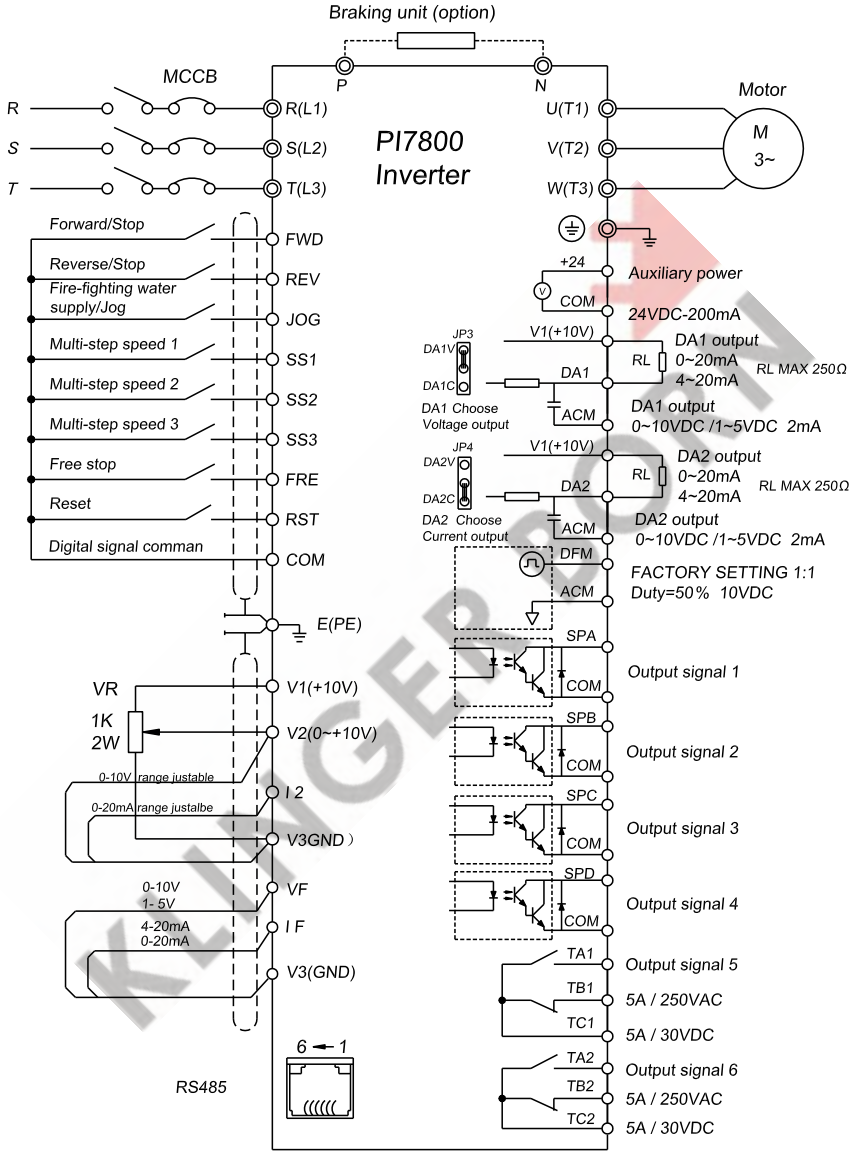 Braking unit (option)
P
N
MCCB
R
R(L1)
S
S(L2)
T
T(L3)
PI7800
Inverter
U(T1)
V(T2)
W(T3)
Motor
M
3~
Forward/Stop
FWD
Reverse/Stop
REV
Fire-fighting water
supply/Jog
JOG
Multi-step speed 1
SS1
Multi-step speed 2
SS2
Multi-step speed 3
SS3
Free stop
FRE
Reset
RST
Digital signal comman
COM
E(PE)
VR
1K
2W
V1(+10V)
V2(0~+10V)
0-10V range justable
I 2
0-20mA range justalbe
V3GND）
0-10V
1- 5V
VF
4-20mA
0-20mA
I F
V3(GND)
RS485
6
1
+24
V
COM
Auxiliary power
24VDC-200mA
JP3
DA1V
DA1C
DA1 Choose
Voltage output
V1(+10V)
DA1
ACM
RL
DA1 output
0~20mA
4~20mA
RL MAX 250Ω
DA1 output
0~10VDC /1~5VDC 2mA
JP4
DA2V
DA2C
DA2 Choose
Current output
V1(+10V)
DA2
ACM
RL
DA2 output
0~20mA
4~20mA
RL MAX 250Ω
DA2 output
0~10VDC /1~5VDC 2mA
DFM
ACM
FACTORY SETTING 1:1
Duty=50% 10VDC
SPA
COM
Output signal 1
SPB
COM
Output signal 2
SPC
COM
Output signal 3
SPD
COM
Output signal 4
TA1
Output signal 5
TB1
5A / 250VAC
TC1
5A / 30VDC
TA2
Output signal 6
TB2
5A / 250VAC
TC2
5A / 30VDC
KLINGER BORN